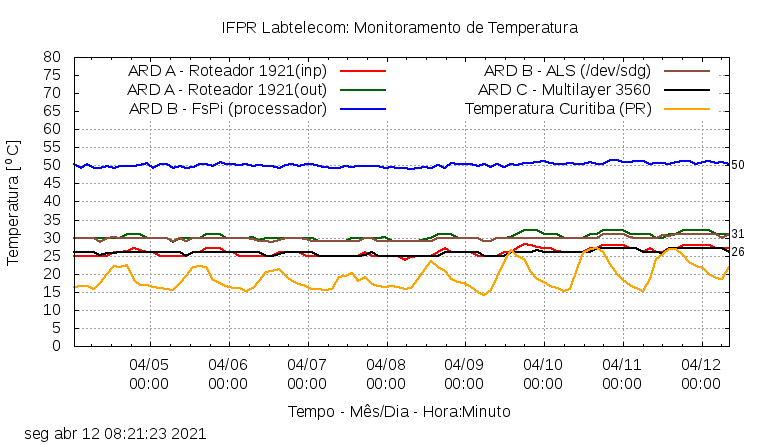 IFPR Labtelecom: Monitoramento de Temperatura
Temperatura [ ° C]
80
75
70
65
60
55
50
45
40
35
30
25
20
15
10
5
0
ARD A - Roteador 1921(inp)
ARD A - Roteador 1921(out)
ARD B - FsPi (processador)
ARD B - ALS (/dev/sdg)
ARD C - Multilayer 3560
Temperatura Curitiba (PR)
50
31
26
04/05 04/06 04/07 04/08 04/09 04/10 04/11 04/12
00:00 00:00 00:00 00:00 00:00 00:00 00:00 00:00
Tempo - Mês/Dia - Hora:Minuto
seg abr 12 08:21:23 2021